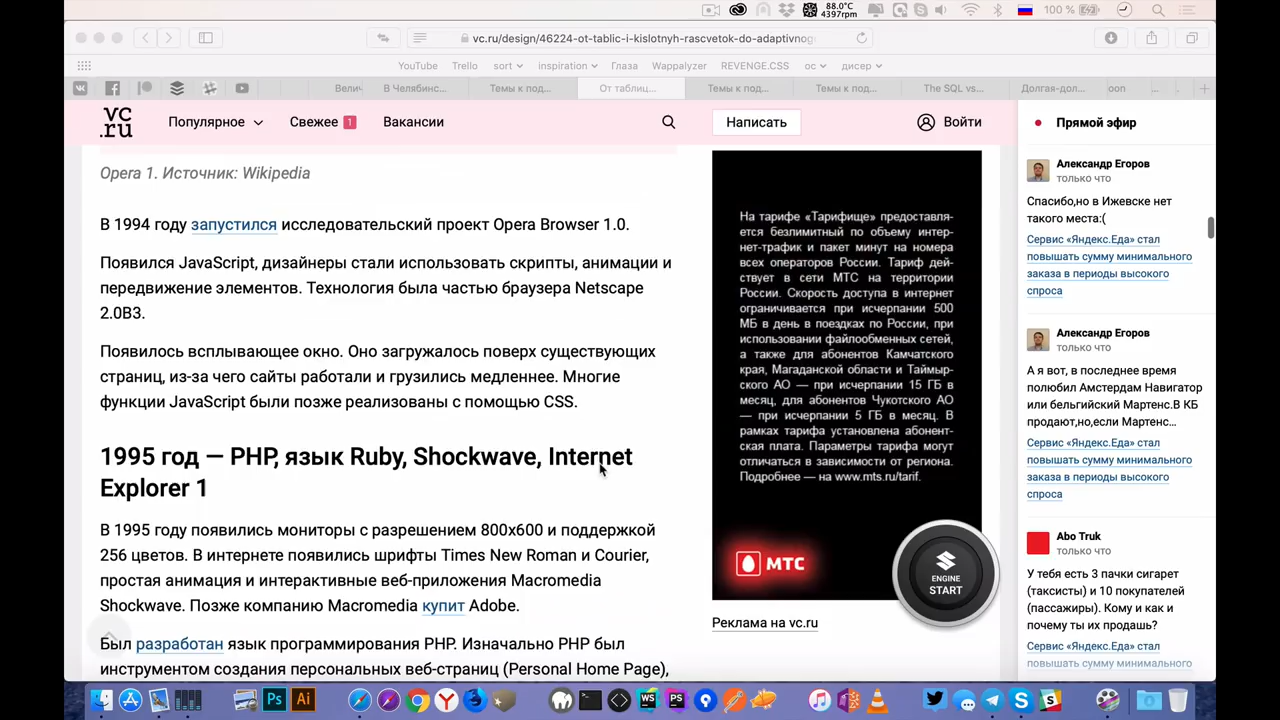 88.0°C
4397rpm
100 %
vc.ru/design/46224-ot-tablic-i-kislotnyh-rascvetok-do-adaptivnog
YouTube Trello sort inspiration Глаза Wappalyzer REVENGE.CSS ос дисер
Велич В Челябинс... Темы к под... От таблиц... Темы к под... Темы к под... The SQL vs... Долгая-дол... ооп
vc
.ru
Популярное Свежее 1 Вакансии Написать Войти
Opera 1. Источник: Wikipedia
В 1994 году запустился исследовательский проект Opera Browser 1.0.
Появился JavaScript, дизайнеры стали использовать скрипты, анимации и
передвижение элементов. Технология была частью браузера Netscape
2.0B3.
Появилось всплывающее окно. Оно загружалось поверх существующих
страниц, из-за чего сайты работали и грузились медленнее. Многие
функции JavaScript были позже реализованы с помощью CSS.
1995 год — PHP, язык Ruby, Shockwave, Internet
Explorer 1
В 1995 году появились мониторы с разрешением 800x600 и поддержкой
256 цветов. В интернете появились шрифты Times New Roman и Courier,
простая анимация и интерактивные веб-приложения Macromedia
Shockwave. Позже компанию Macromedia купит Adobe.
Был разработан язык программирования PHP. Изначально PHP был
инструментом создания персональных веб-страниц (Personal Home Page),
На тарифе «Тарифище» предоставля-
ется безлимитный по объему интер-
нет-трафик и пакет минут на номера
всех операторов России. Тариф дей-
ствует в сети МТС на территории
России. Скорость доступа в интернет
ограничивается при исчерпании 500
МБ в день в поездках по России, при
использовании файлообменных сетей,
а также для абонентов Камчатского
края, Магаданской области и Таймыр-
ского АО — при исчерпании 15 ГБ в
месяц, для абонентов Чукотского АО
— при исчерпании 5 ГБ в месяц. В
рамках тарифа установлена абонент-
ская плата. Параметры тарифа могут
отличаться в зависимости от региона.
Подробнее — на www.mts.ru/tarif.
МТС
ENGINE
START
Реклама на vc.ru
Прямой эфир
Александр Егоров
только что
Спасибо,но в Ижевске нет
такого места:(
Сервис «Яндекс.Еда» стал
повышать сумму минимального
заказа в периоды высокого
спроса
Александр Егоров
только что
А я вот, в последнее время
полюбил Амстердам Навигатор
или бельгийский Мартенс.В КБ
продают,но,если Мартенс...
Сервис «Яндекс.Еда» стал
повышать сумму минимального
заказа в периоды высокого
спроса
Abo Truk
только что
У тебя есть 3 пачки сигарет
(таксисты) и 10 покупателей
(пассажиры). Кому и как и
почему ты их продашь?
Сервис «Яндекс.Еда» стал
повышать сумму минимального
Ps Ai WS PS